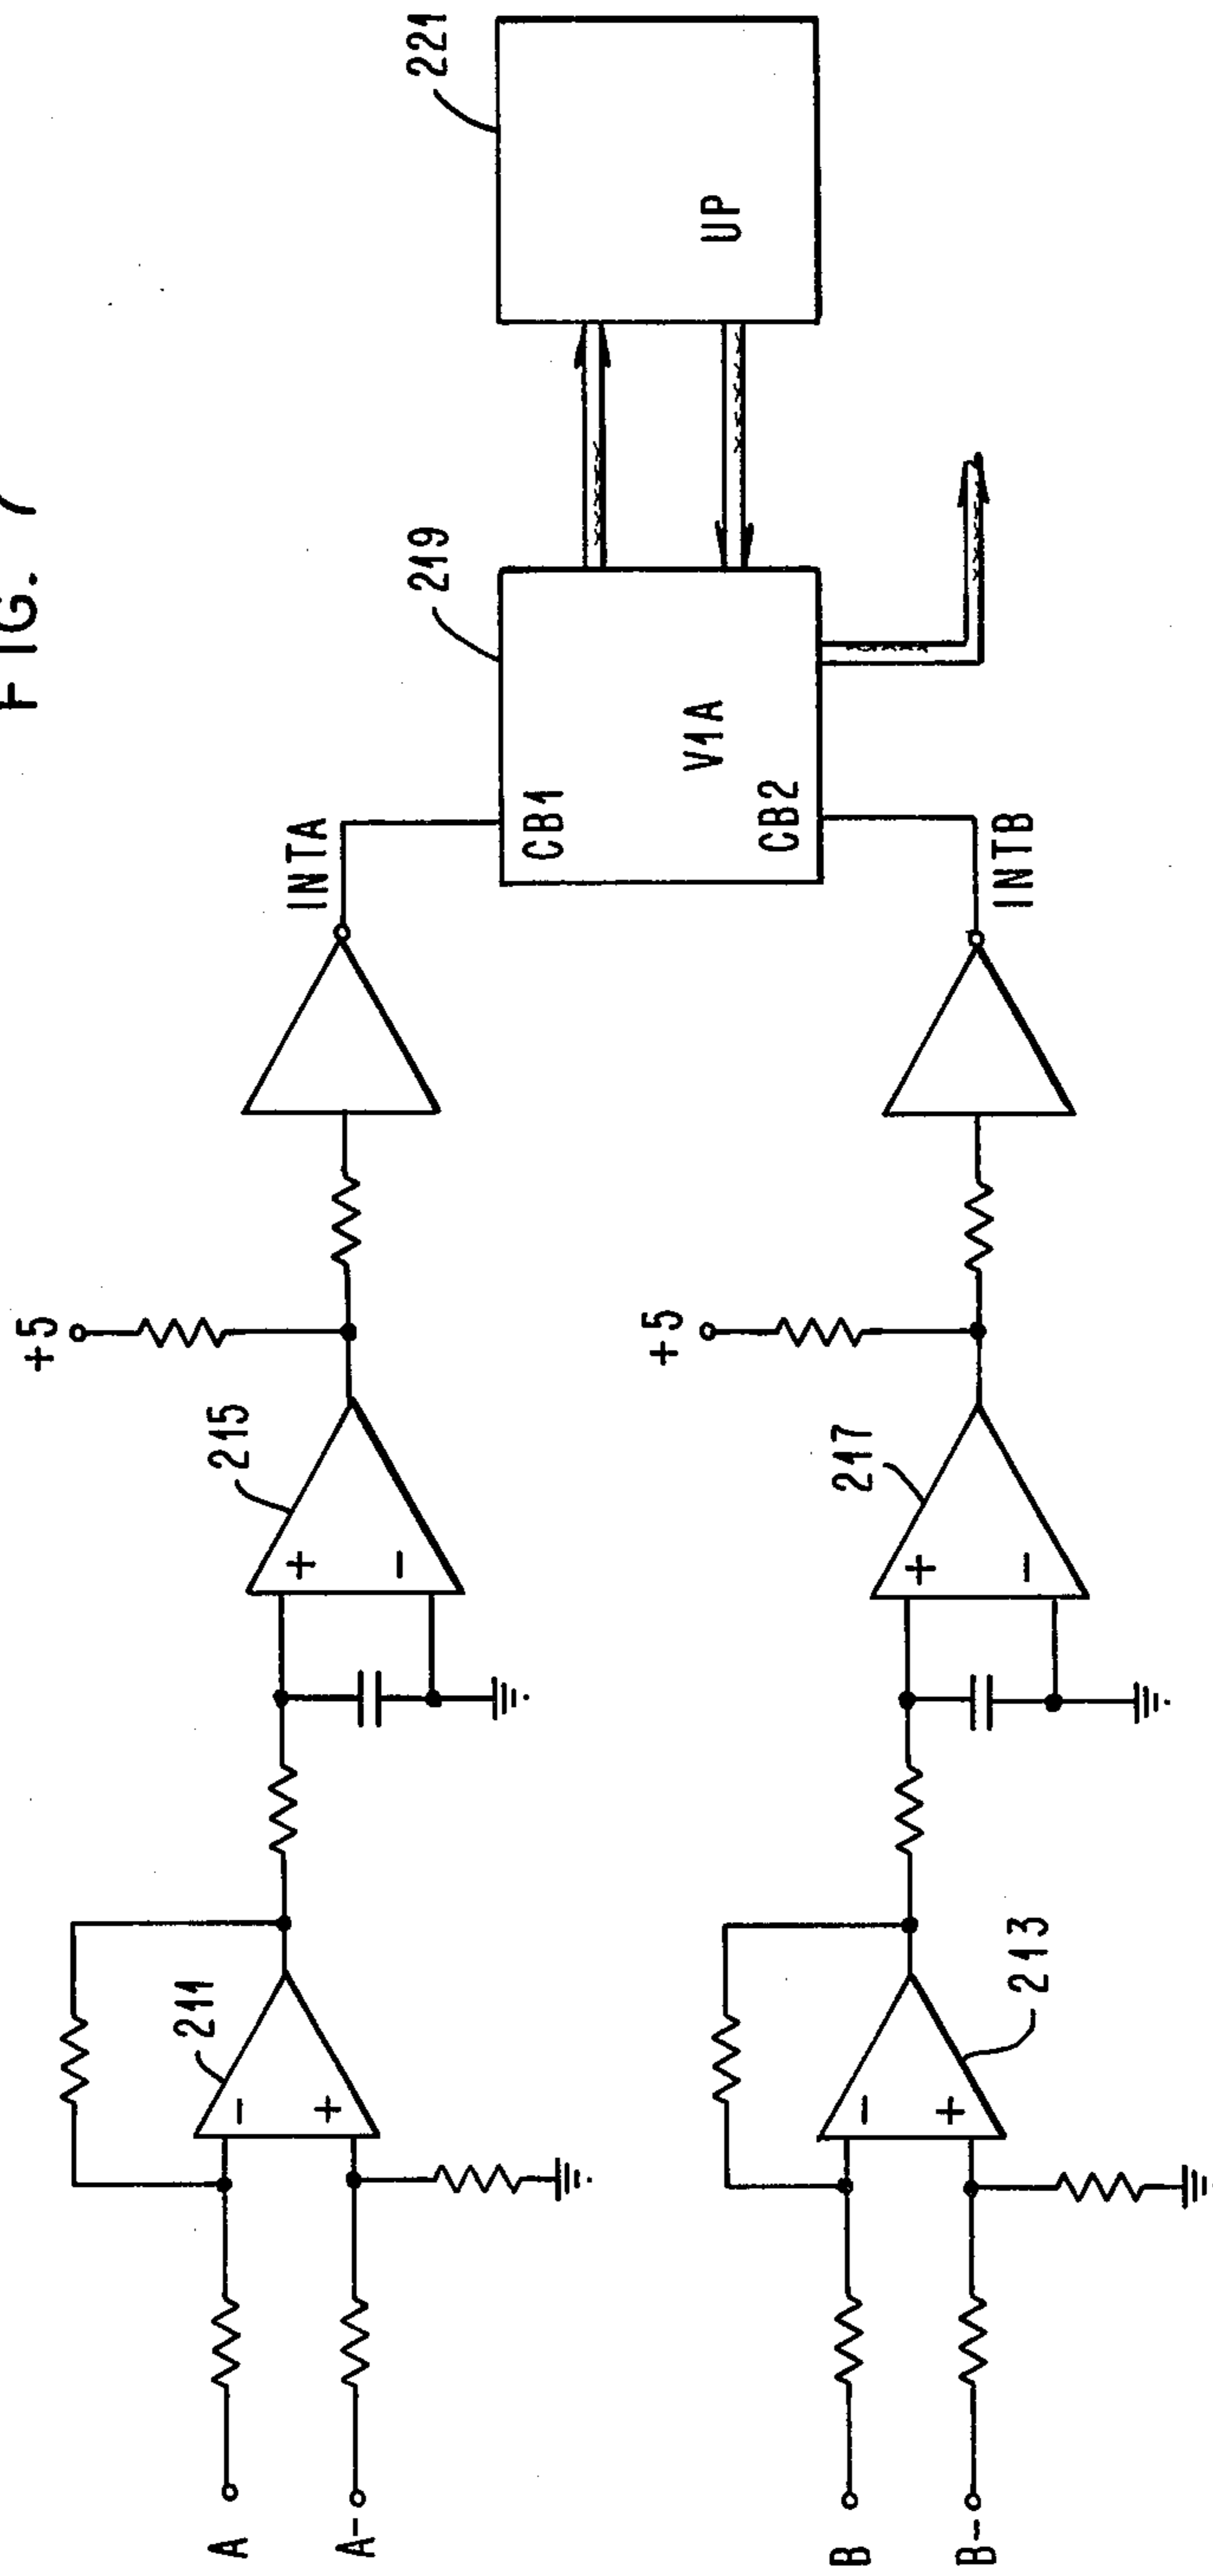 FIG. 7
A
A-
211
+5
215
INTA
219
221
CB1
V1A
CB2
UP
B
B-
213
+5
217
INTB
-
+
+
-
-
+
+
-